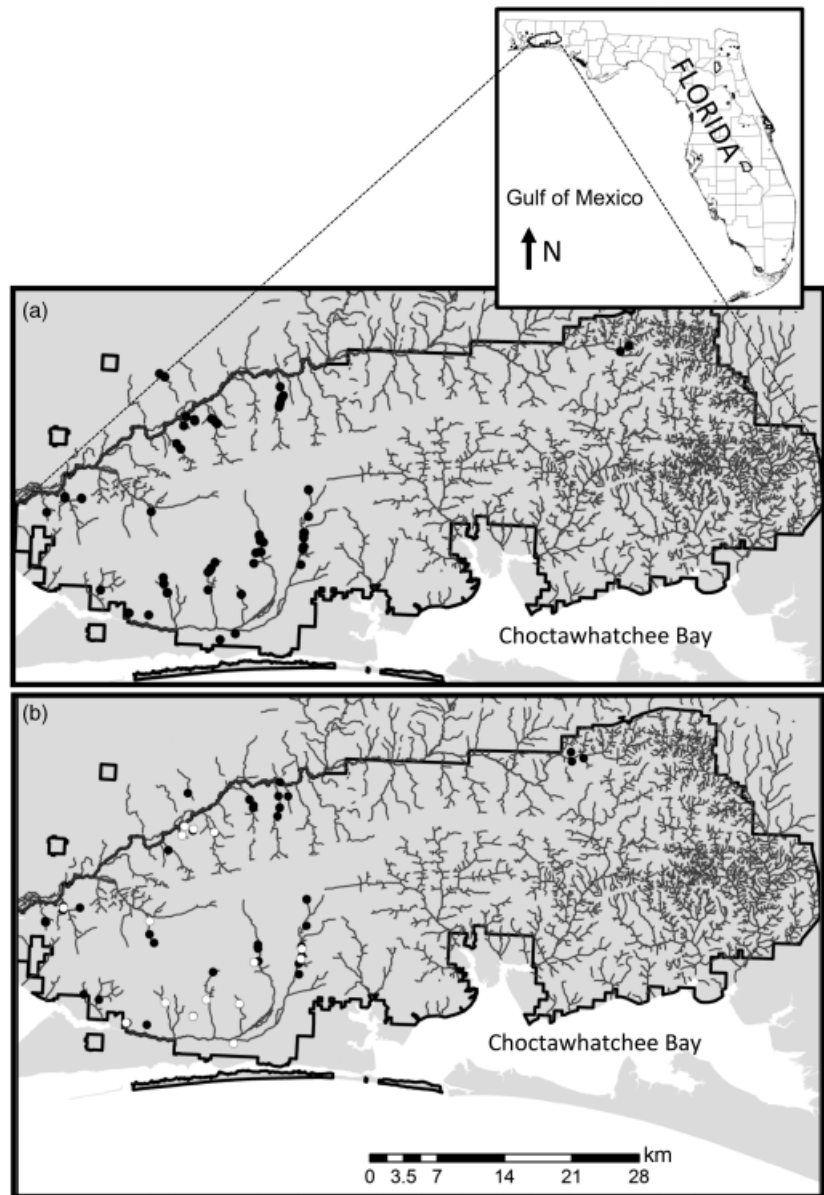 FLORIDA
Gulf of Mexico
N
(a)
Choctawhatchee Bay
(b)
Choctawhatchee Bay
km
0 3.5 7 14 21 28